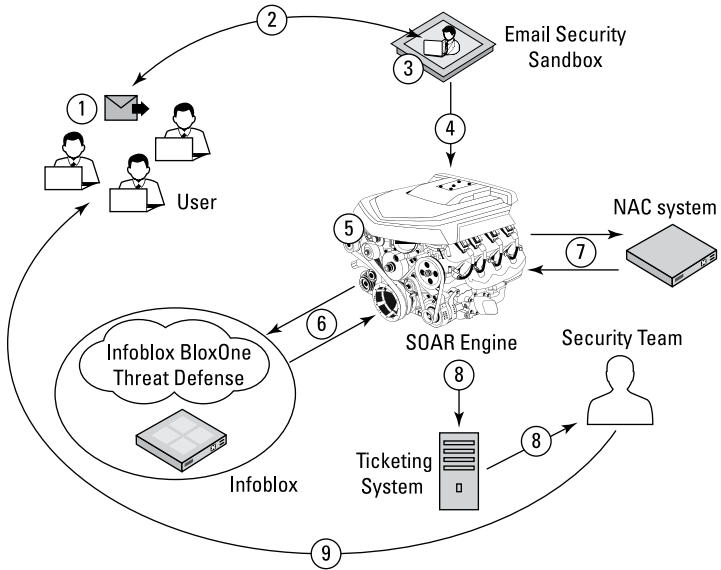 2
Email Security
Sandbox
3
1
4
User
5
NAC system
7
6
Infoblox BloxOne
Threat Defense
SOAR Engine
Security Team
8
8
Ticketing
System
Infoblox
9